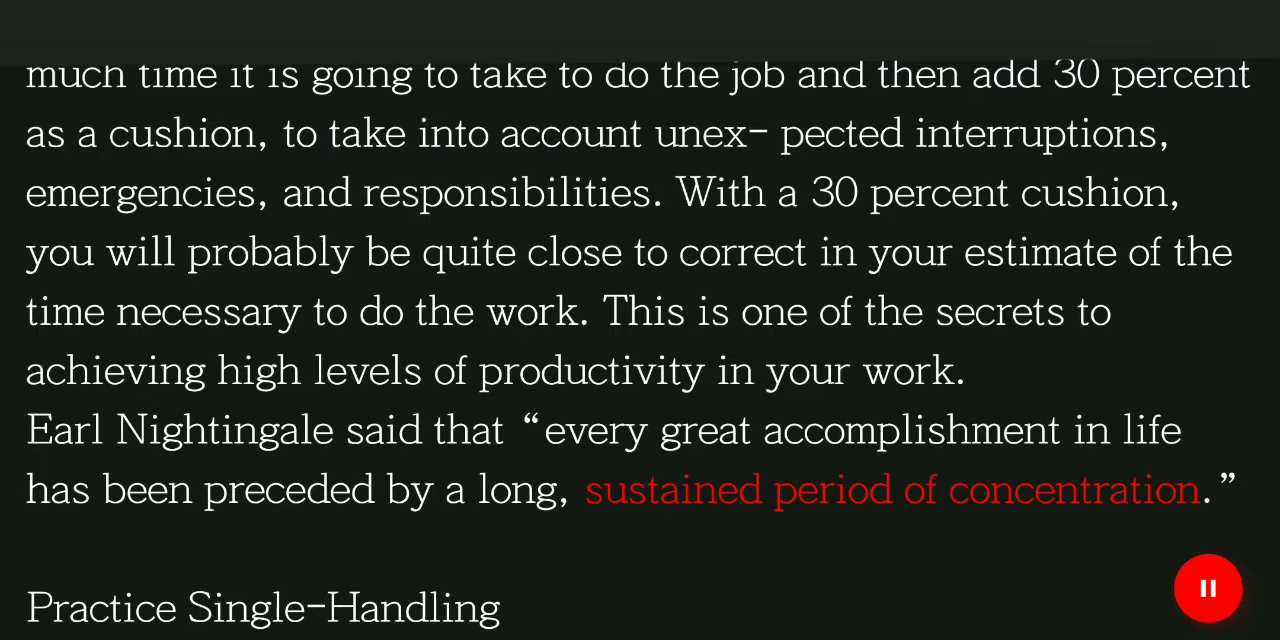 much time it is going to take to do the job and then add 30 percent
as a cushion, to take into account unex- pected interruptions,
emergencies, and responsibilities. With a 30 percent cushion,
you will probably be quite close to correct in your estimate of the
time necessary to do the work. This is one of the secrets to
achieving high levels of productivity in your work.
Earl Nightingale said that “every great accomplishment in life
has been preceded by a long, sustained period of concentration.”
Practice Single-Handling